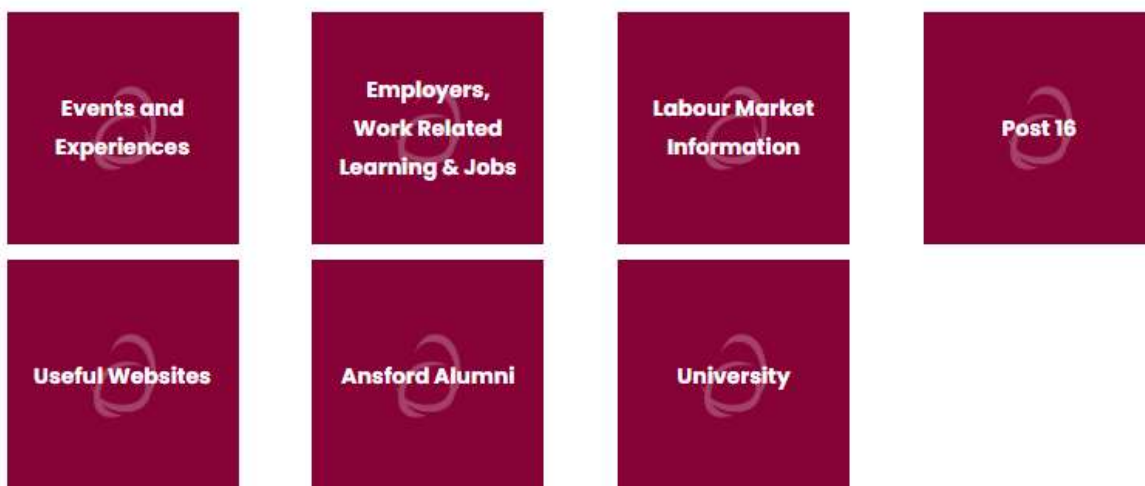 Events and
Experiences
Employers,
Work Related
Learning & Jobs
Labour Market
Information
Post 16
Useful Websites
Ansford Alumni
University